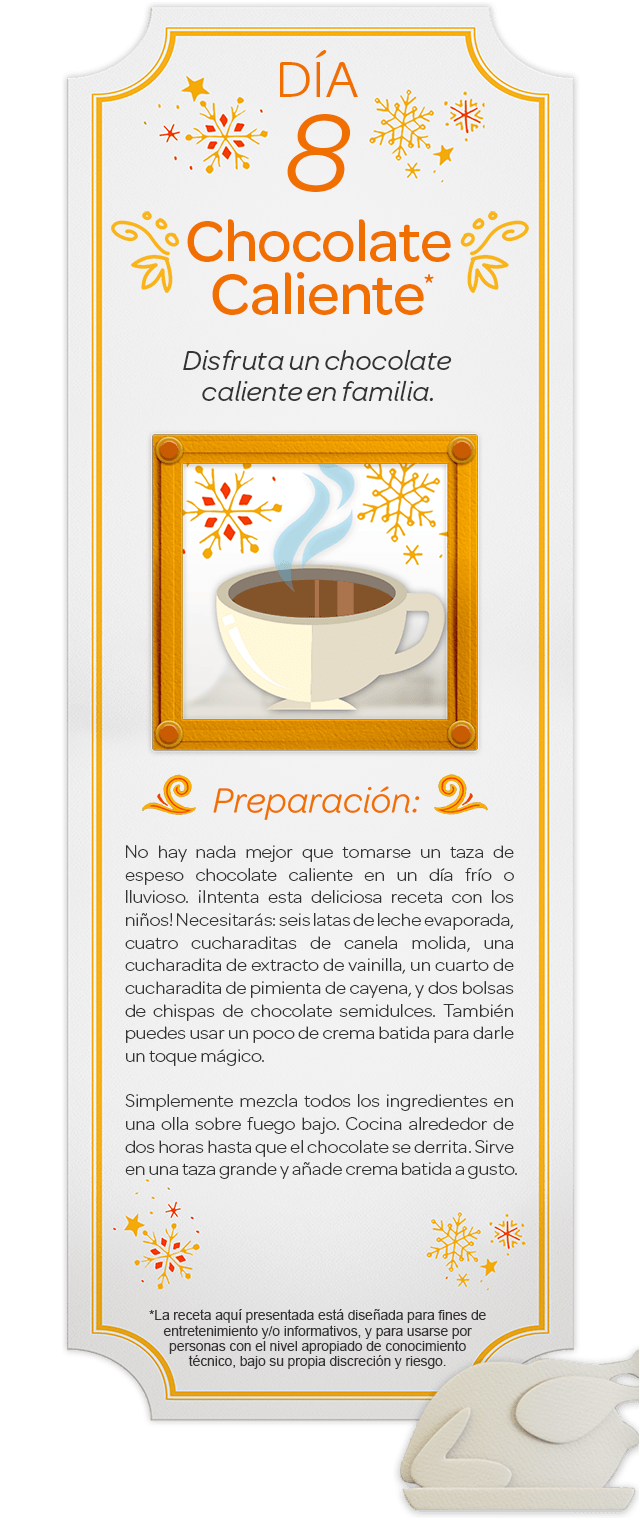 DÍA
8
Chocolate
Caliente*
Disfruta un chocolate
caliente en familia.
Preparación:
No hay nada mejor que tomarse un taza de
espeso chocolate caliente en un día frío o
lluvioso. ¡Intenta esta deliciosa receta con los
niños! Necesitarás: seis latas de leche evaporada,
cuatro cucharaditas de canela molida, una
cucharadita de extracto de vainilla, un cuarto de
cucharadita de pimienta de cayena, y dos bolsas
de chispas de chocolate semidulces. También
puedes usar un poco de crema batida para darle
un toque mágico.
Simplemente mezcla todos los ingredientes en
una olla sobre fuego bajo. Cocina alrededor de
dos horas hasta que el chocolate se derrita. Sirve
en una taza grande y añade crema batida a gusto.
*La receta aquí presentada está diseñada para fines de
entretenimiento y/o informativos, y para usarse por
personas con el nivel apropiado de conocimiento
técnico, bajo su propia discreción y riesgo.